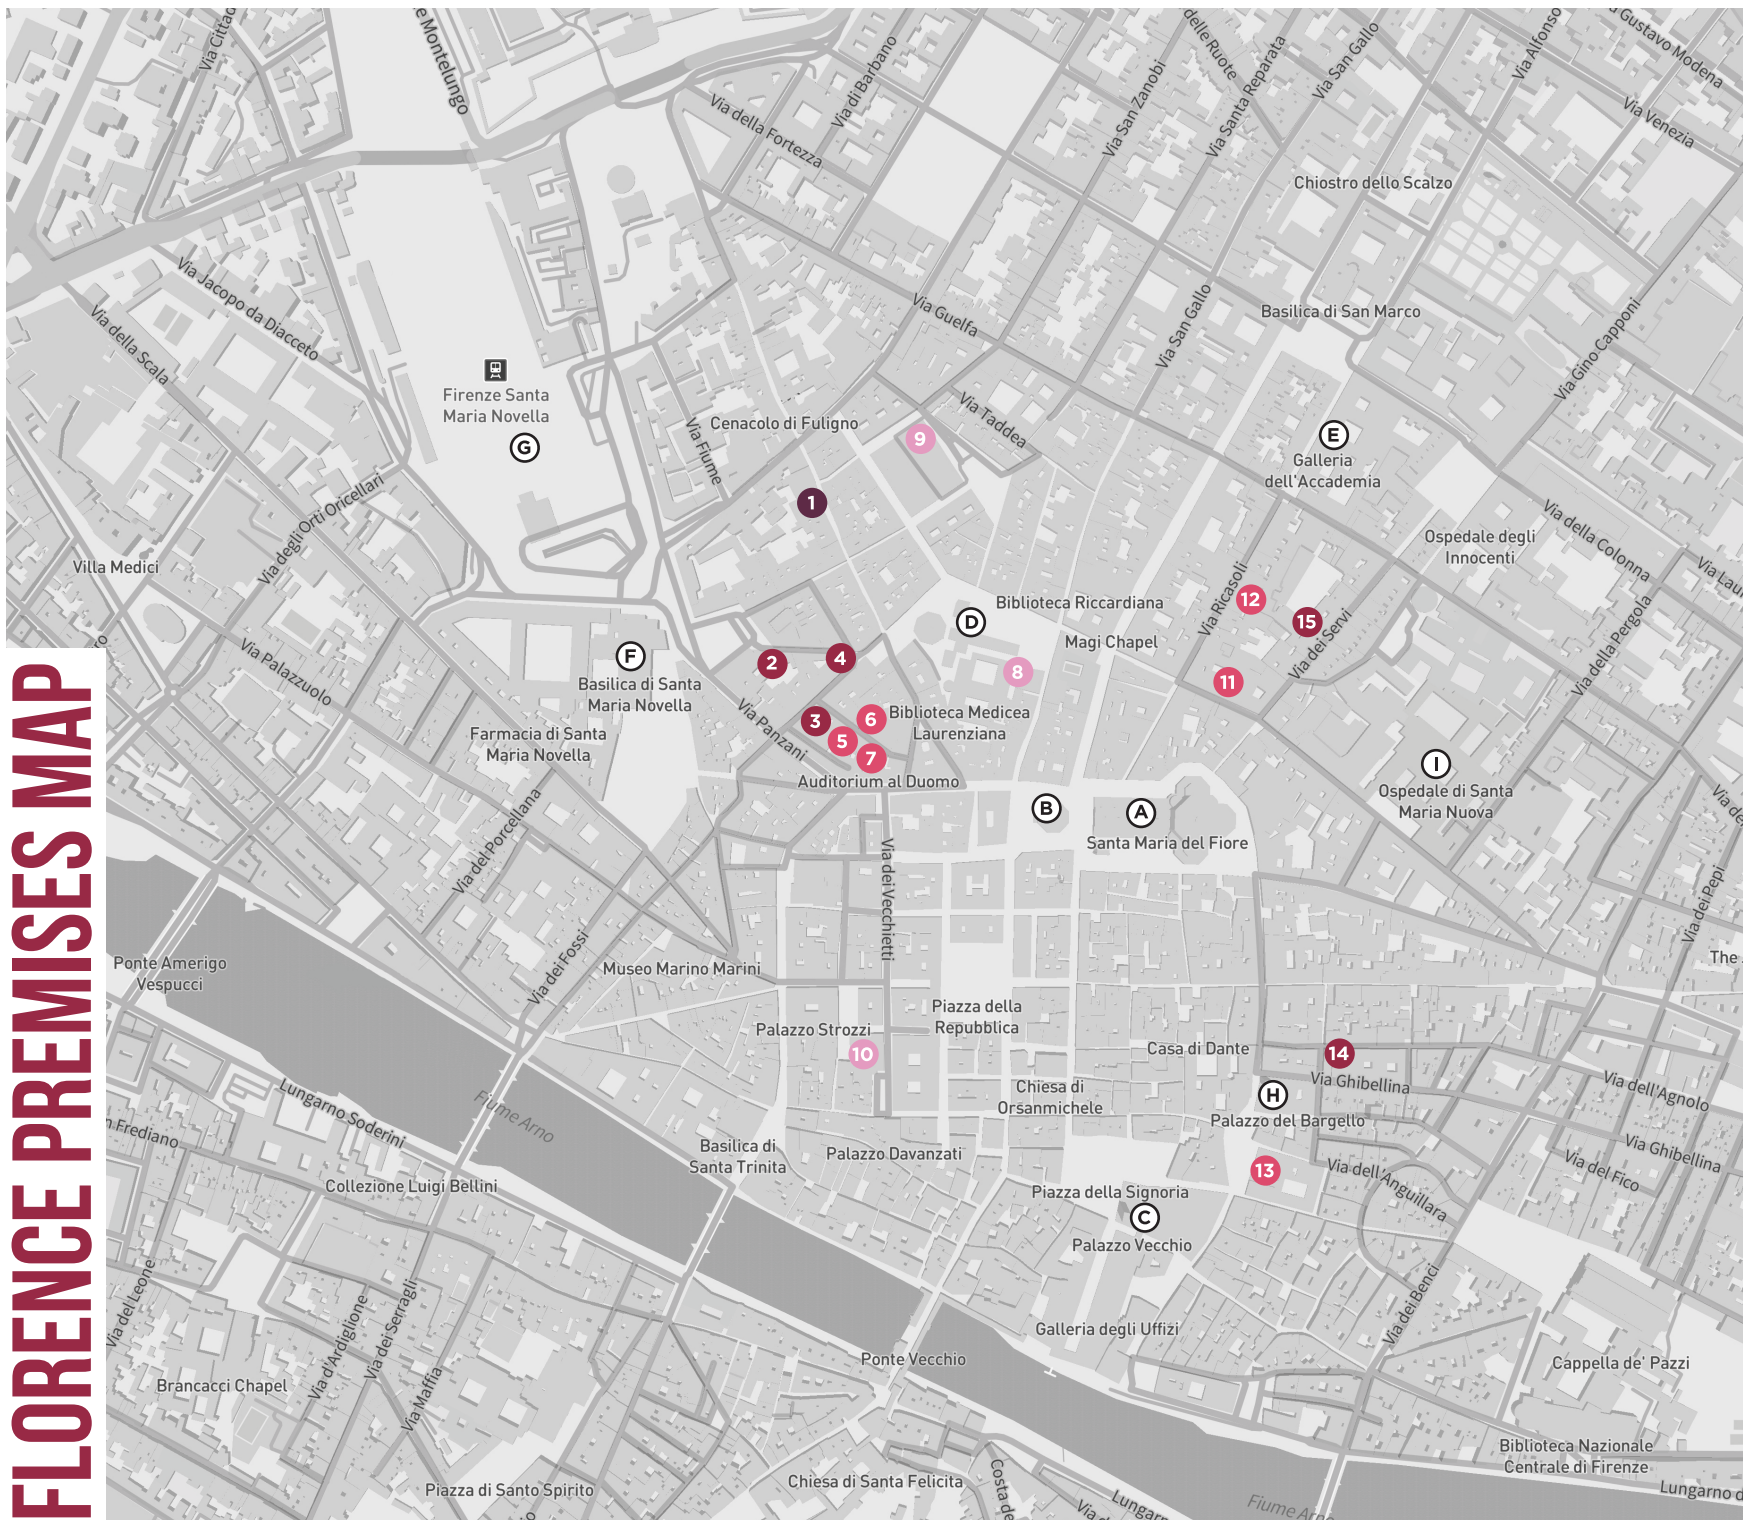 FLORENCE PREMISES MAP
Via Cittad
e Montelungo
Via di Barbano
Via della Fortezza
Via San Zanobi
delle Ruote
Via Santa Reparata
Via San Gallo
Via Alfonso
Gustavo Modena
Via Venezia
Chiostro dello Scalzo
Via Jacopo da Diacceto
Via della Scala
Via Guelfa
Via San Gallo
Basilica di San Marco
Via Gino Capponi
Firenze Santa
Maria Novella
G
Via Fiume
Cenacolo di Fuligno
9
Via Taddea
E
Galleria
dell'Accademia
1
Via degli Orti Oricellari
Villa Medici
Via della Colonna
Ospedale degli
Innocenti
Via Lau
Via Ricasoli
12
15
Via dei Servi
Via della Pergola
D
Biblioteca Riccardiana
Magi Chapel
8
11
2
4
F
Basilica di Santa
Maria Novella
Via Palazzuolo
Via Panzani
3
6
5
7
Biblioteca Medicea
Laurenziana
Farmacia di Santa
Maria Novella
Auditorium al Duomo
I
Ospedale di Santa
Maria Nuova
B
A
Santa Maria del Fiore
Via del Porcellana
Via dei Vecchietti
Via de
Via dei Pepi
The
Ponte Amerigo
Vespucci
Via dei Fossi
Museo Marino Marini
Piazza della
Repubblica
Palazzo Strozzi
10
Casa di Dante
14
Via Ghibellina
H
Palazzo del Bargello
Via dell'Agnolo
Chiesa di
Orsanmichele
Fiume Arno
Lungarno Soderini
n Frediano
Basilica di
Santa Trinita
Palazzo Davanzati
13
Via dell'Anguillara
Via Ghibellina
Via del Fico
Collezione Luigi Bellini
Piazza della Signoria
C
Palazzo Vecchio
Via del Leone
Via d'Ardiglione
Via dei Serragli
Via Maffia
Via dei Benci
Galleria degli Uffizi
Ponte Vecchio
Cappella de' Pazzi
Brancacci Chapel
Biblioteca Nazionale
Centrale di Firenze
Piazza di Santo Spirito
Chiesa di Santa Felicita
Costa de
Via d
Lungarn
Fiume Arno
Lungarno d